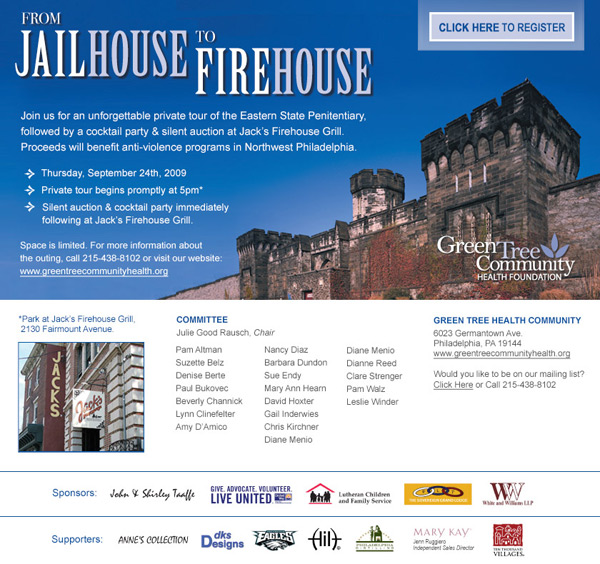 FROM
JAILHOUSE TO
FIREHOUSE
CLICK HERE TO REGISTER
Join us for an unforgettable private tour of the Eastern State Penitentiary,
followed by a cocktail party & silent auction at Jack's Firehouse Grill.
Proceeds will benefit anti-violence programs in Northwest Philadelphia.
Thursday, September 24th, 2009
Private tour begins promptly at 5pm*
Silent auction & cocktail party immediately
following at Jack's Firehouse Grill.
Space is limited. For more information about
the outing, call 215-438-8102 or visit our website:
www.greentreecommunityhealth.org
Green Tree
Community
HEALTH FOUNDATION
*Park at Jack's Firehouse Grill,
2130 Fairmount Avenue.
JACKS
Jack's
COMMITTEE
Julie Good Rausch, Chair
Pam Altman
Suzette Belz
Denise Berte
Paul Bukovec
Beverly Channick
Lynn Clinefelter
Amy D'Amico
Nancy Diaz
Barbara Dundon
Sue Endy
Mary Ann Hearn
David Hoxter
Gail Inderwies
Chris Kirchner
Diane Menio
Diane Menio
Dianne Reed
Clare Strenger
Pam Walz
Leslie Winder
GREEN TREE HEALTH COMMUNITY
6023 Germantown Ave.
Philadelphia, PA 19144
www.greentreecommunityhealth.org
Would you like to be on our mailing list?
Click Here or Call 215-438-8102
Sponsors:
John & Shirley Taaffe
GIVE. ADVOCATE. VOLUNTEER.
LIVE UNITED
Lutheran Children
and Family Service
White and Williams LLP
Supporters:
ANNE'S COLLECTION
dks
Designs
EAGLES
PHILADELPHIA
MARY KAY
Jenn Ruggiero
Independent Sales Director
TEN THOUSAND
VILLAGES.